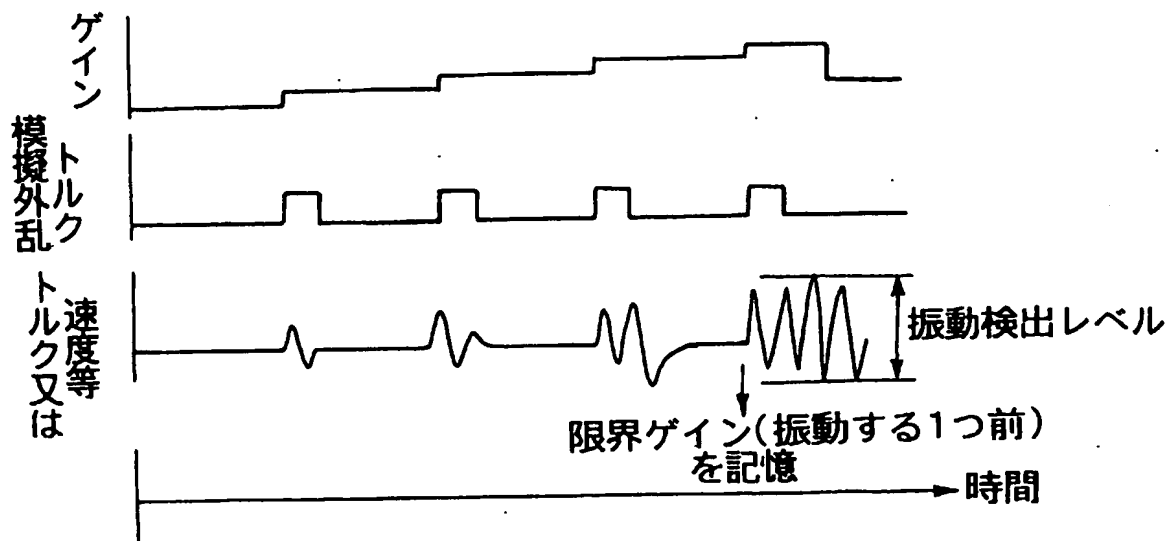 ゲイン
模擬外乱
トルク
トルク又は
速度等
振動検出レベル
限界ゲイン(振動する1つ前)
を記憶
時間